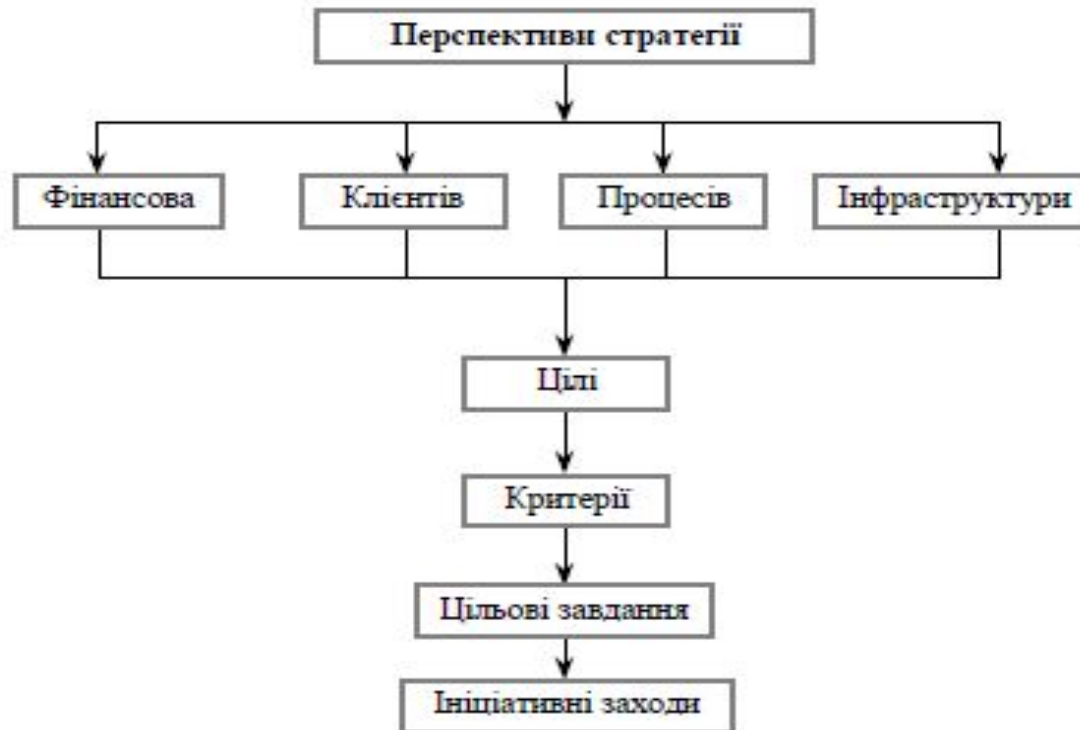 Перспективи стратегії
Фінансова
Клієнтів
Процесів
Інфраструктури
Цілі
Критерії
Цільові завдання
Ініціативні заходи